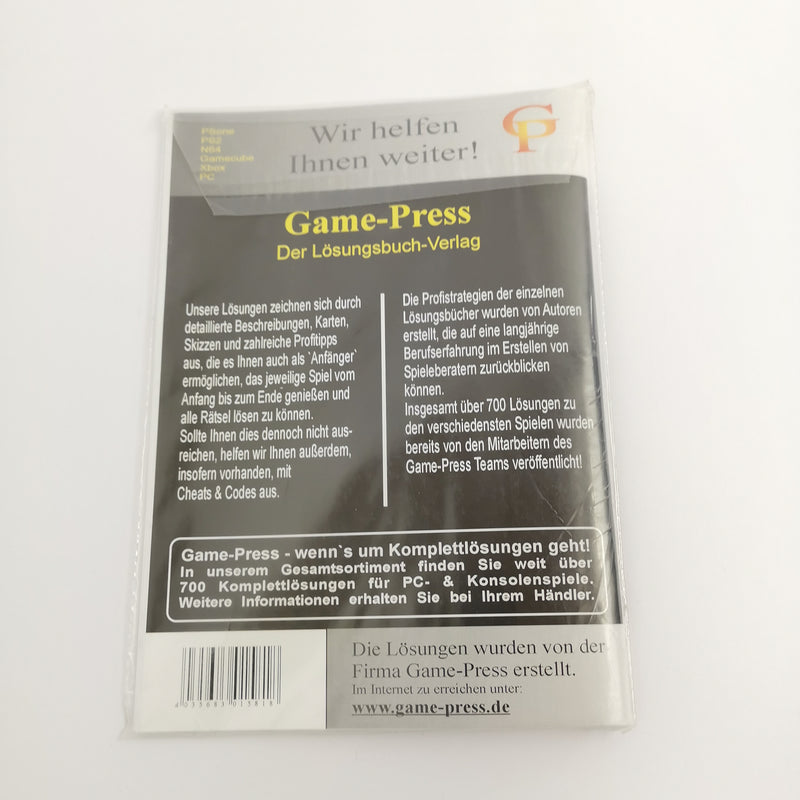 PSone
PS2
N64
Gamecube
Xbox
PC
Wir helfen
Ihnen weiter!
GP
Game-Press
Der Lösungsbuch-Verlag
Unsere Lösungen zeichnen sich durch
detaillierte Beschreibungen, Karten,
Skizzen und zahlreiche Profitipps
aus, die es Ihnen auch als `Anfänger`
ermöglichen, das jeweilige Spiel vom
Anfang bis zum Ende genießen und
alle Rätsel lösen zu können.
Sollte Ihnen dies dennoch nicht aus-
reichen, helfen wir Ihnen außerdem,
insofern vorhanden, mit
Cheats & Codes aus.
Die Profistrategien der einzelnen
Lösungsbücher wurden von Autoren
erstellt, die auf eine langjährige
Berufserfahrung im Erstellen von
Spieleberatern zurückblicken
können.
Insgesamt über 700 Lösungen zu
den verschiedensten Spielen wurden
bereits von den Mitarbeitern des
Game-Press Teams veröffentlicht!
Game-Press - wenn`s um Komplettlösungen geht!
In unserem Gesamtsortiment finden Sie weit über
700 Komplettlösungen für PC- & Konsolenspiele.
Weitere Informationen erhalten Sie bei Ihrem Händler.
4 035683 015818
Die Lösungen wurden von der
Firma Game-Press erstellt.
Im Internet zu erreichen unter:
www.game-press.de